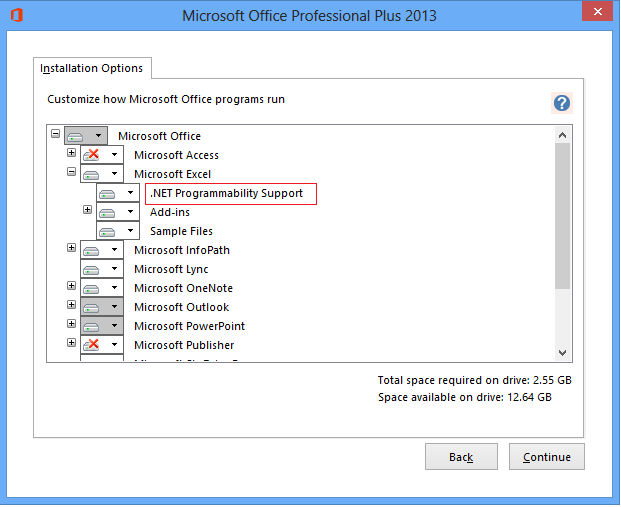 Microsoft Office Professional Plus 2013
Installation Options
Customize how Microsoft Office programs run
?
Microsoft Office
Microsoft Access
Microsoft Excel
.NET Programmability Support
Add-ins
Sample Files
Microsoft InfoPath
Microsoft Lync
Microsoft OneNote
Microsoft Outlook
Microsoft PowerPoint
Microsoft Publisher
Total space required on drive: 2.55 GB
Space available on drive: 12.64 GB
Back Continue